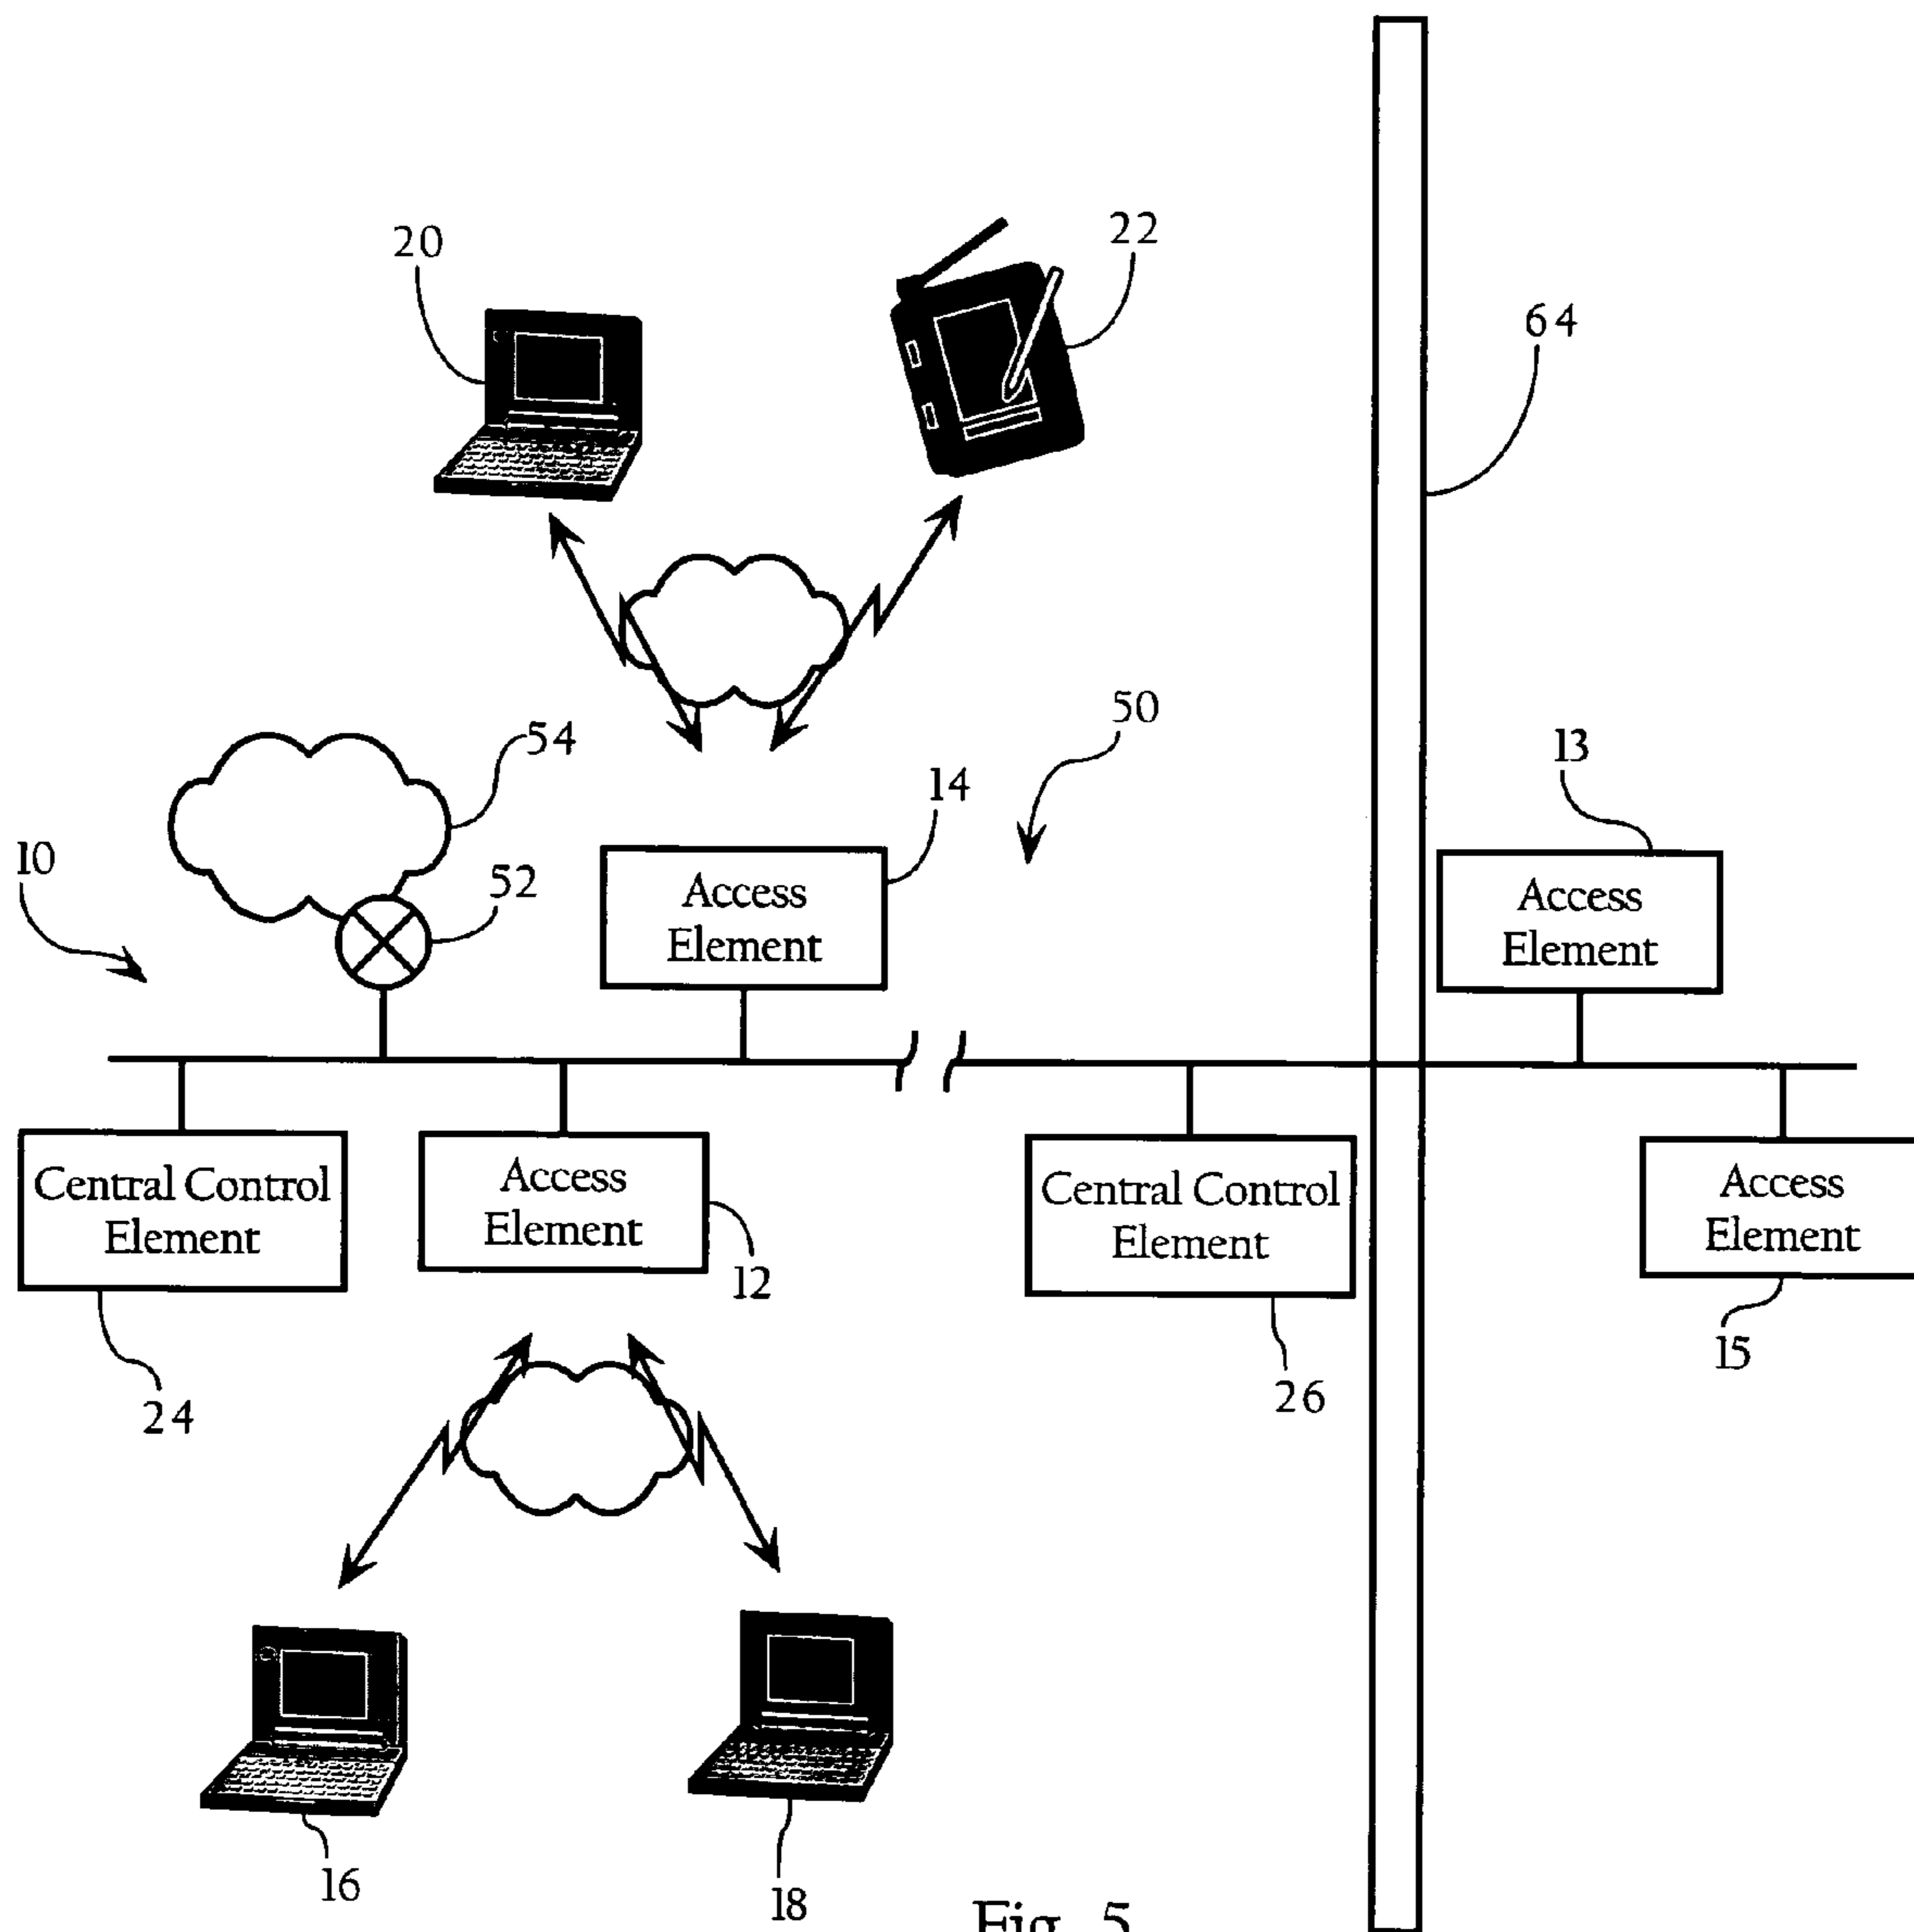 20
22
64
54
50
13
14
10
52
Access
Element
Access
Element
Central Control
Element
Access
Element
Central Control
Element
Access
Element
12
15
24
26
16
18
Fig. 5